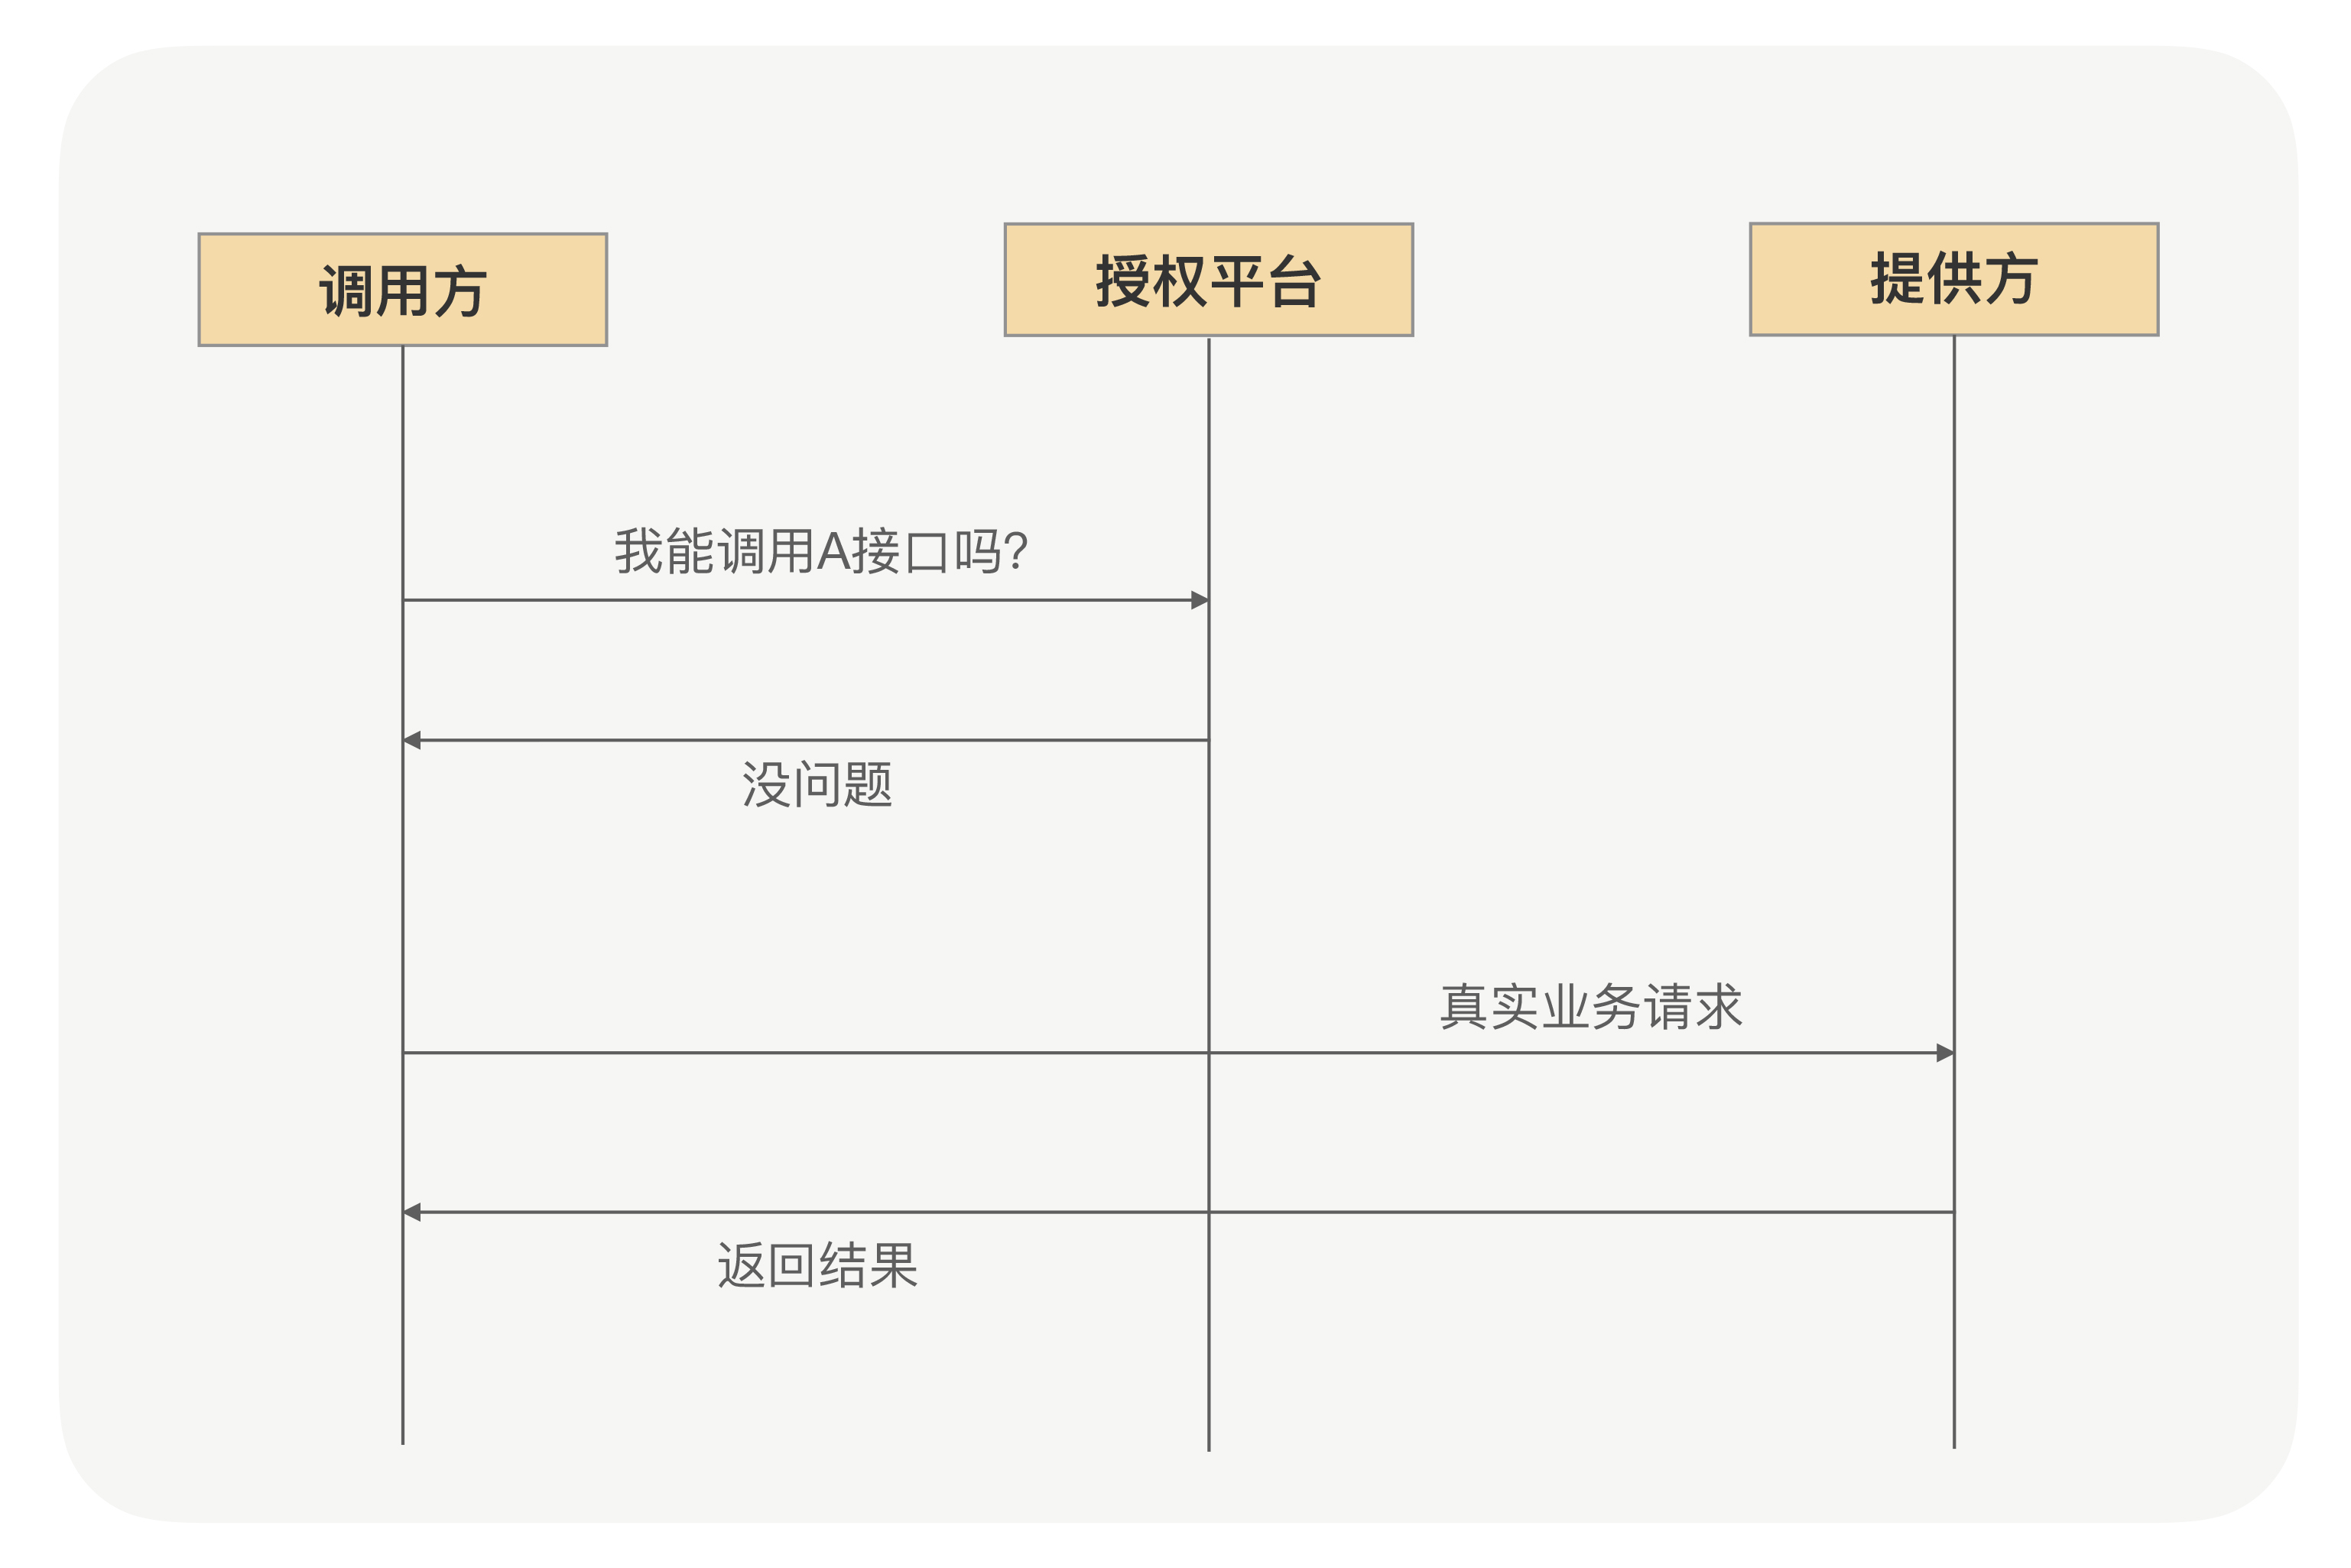 调用方
授权平台
提供方
我能调用A接口吗?
没问题
真实业务请求
返回结果